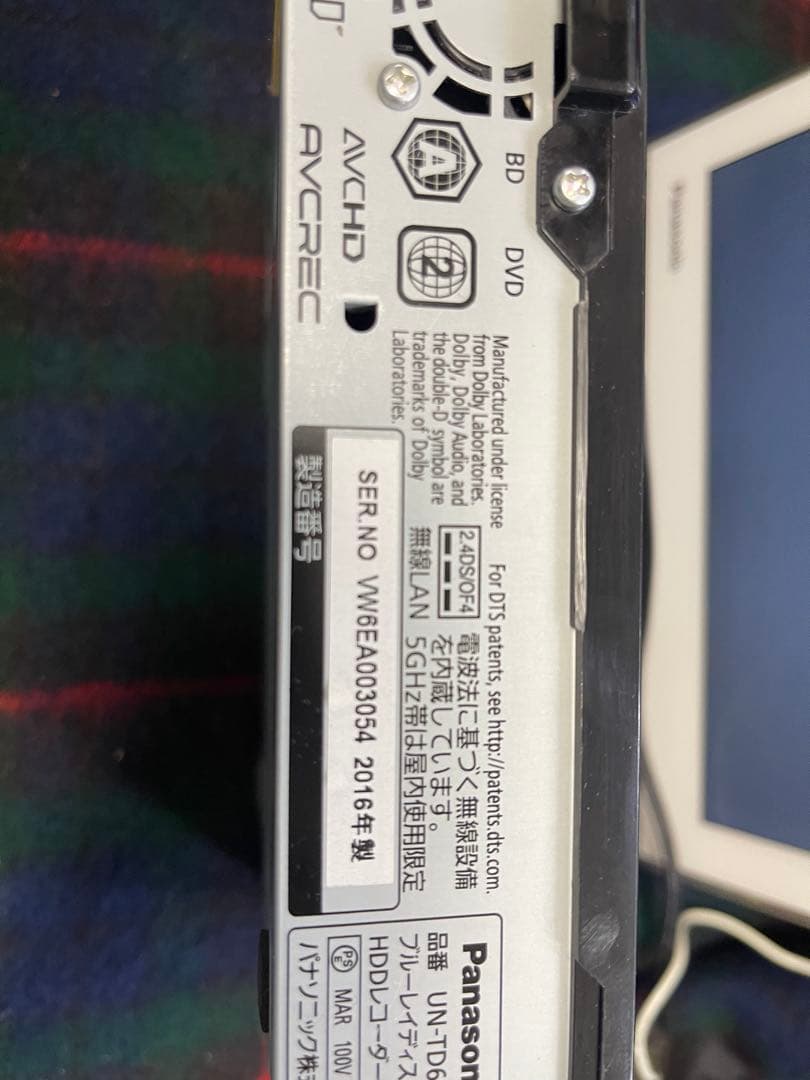 BD
DVD
A
2
AVCHD
AVCREC
Manufactured under license
from Dolby Laboratories.
Dolby, Dolby Audio, and
the double-D symbol are
trademarks of Dolby
Laboratories.
For DTS patents, see http://patents.dts.com.
2.4DS/OF4
電波法に基づく無線設備
を内蔵しています。
無線LAN 5GHz帯は屋内使用限定
製造番号
SER.NO VW6EA003054 2016年製
Panason
品番 UN-TD6
ブルーレイディス
HDDレコーダー
PS
E
MAR 100V
パナソニック株
Panasonic